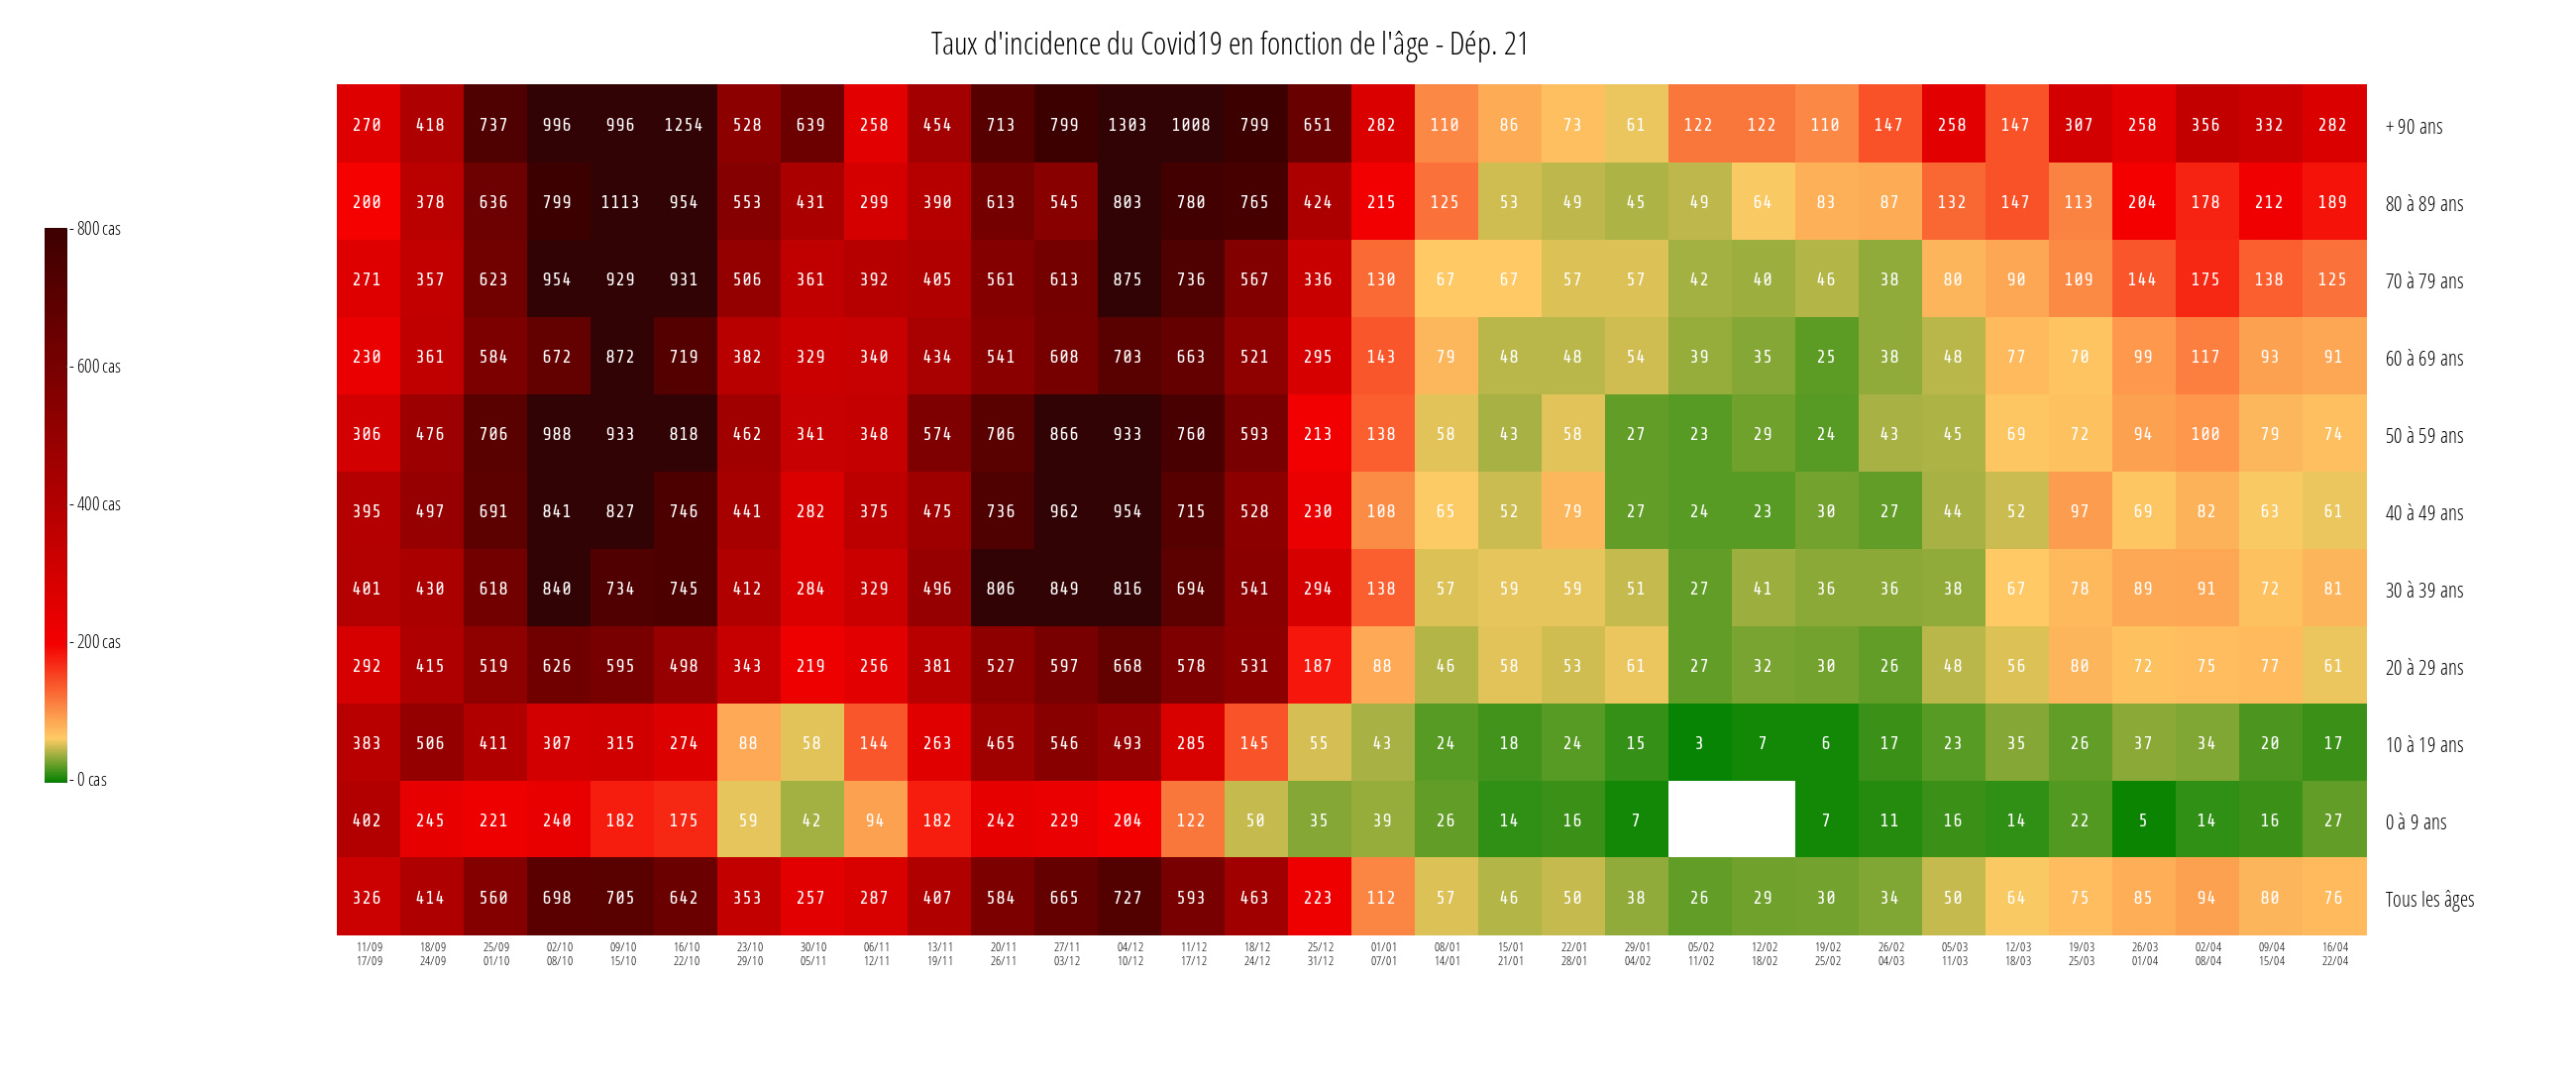 Taux d'incidence du Covid19 en fonction de l'âge - Dép. 21
270 418 737 996 996 1254 528 639 258 454 713 799 1303 1008 799 651 282 110 86 73 61 122 122 110 147 258 147 307 258 356 332 282 + 90 ans
200 378 636 799 1113 954 553 431 299 390 613 545 803 780 765 424 215 125 53 49 45 49 64 83 87 132 147 113 204 178 212 189 80 à 89 ans
- 800 cas
271 357 623 954 929 931 506 361 392 405 561 613 875 736 567 336 130 67 67 57 57 42 40 46 38 80 90 109 144 175 138 125 70 à 79 ans
230 361 584 672 872 719 382 329 340 434 541 608 703 663 521 295 143 79 48 48 54 39 35 25 38 48 77 70 99 117 93 91 60 à 69 ans
- 600 cas
306 476 706 988 933 818 462 341 348 574 706 866 933 760 593 213 138 58 43 58 27 23 29 24 43 45 69 72 94 100 79 74 50 à 59 ans
- 400 cas
395 497 691 841 827 746 441 282 375 475 736 962 954 715 528 230 108 65 52 79 27 24 23 30 27 44 52 97 69 82 63 61 40 à 49 ans
401 430 618 840 734 745 412 284 329 496 806 849 816 694 541 294 138 57 59 59 51 27 41 36 36 38 67 78 89 91 72 81 30 à 39 ans
- 200 cas
292 415 519 626 595 498 343 219 256 381 527 597 668 578 531 187 88 46 58 53 61 27 32 30 26 48 56 80 72 75 77 61 20 à 29 ans
383 506 411 307 315 274 88 58 144 263 465 546 493 285 145 55 43 24 18 24 15 3 7 6 17 23 35 26 37 34 20 17 10 à 19 ans
- 0 cas
402 245 221 240 182 175 59 42 94 182 242 229 204 122 50 35 39 26 14 16 7 7 11 16 14 22 5 14 16 27 0 à 9 ans
326 414 560 698 705 642 353 257 287 407 584 665 727 593 463 223 112 57 46 50 38 26 29 30 34 50 64 75 85 94 80 76 Tous les âges
11/09 18/09 25/09 02/10 09/10 16/10 23/10 30/10 06/11 13/11 20/11 27/11 04/12 11/12 18/12 25/12 01/01 08/01 15/01 22/01 29/01 05/02 12/02 19/02 26/02 05/03 12/03 19/03 26/03 02/04 09/04 16/04
17/09 24/09 01/10 08/10 15/10 22/10 29/10 05/11 12/11 19/11 26/11 03/12 10/12 17/12 24/12 31/12 07/01 14/01 21/01 28/01 04/02 11/02 18/02 25/02 04/03 11/03 18/03 25/03 01/04 08/04 15/04 22/04